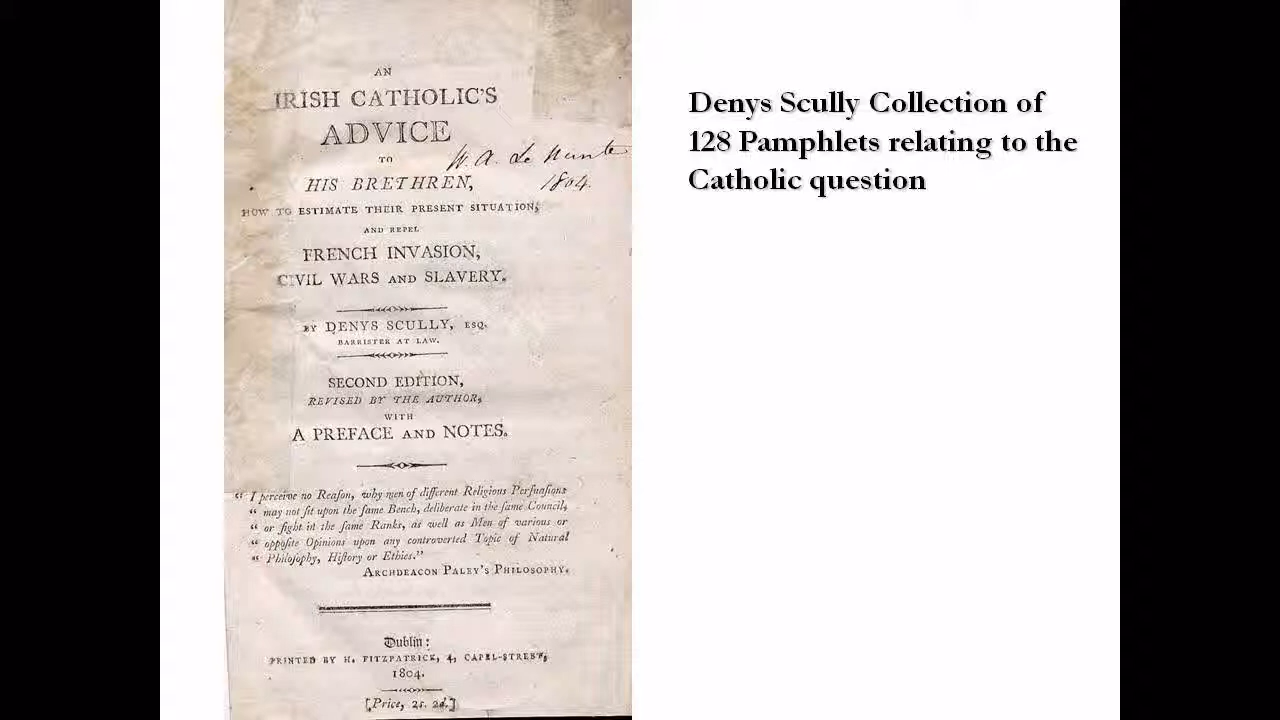 AN
IRISH CATHOLIC'S
ADVICE
TO
W. A. Le Hunte
HIS BRETHREN,
1804.
HOW TO ESTIMATE THEIR PRESENT SITUATION,
AND REPEL
FRENCH INVASION,
CIVIL WARS AND SLAVERY.
BY DENYS SCULLY, ESQ.
BARRISTER AT LAW.
SECOND EDITION,
REVISED BY THE AUTHOR,
WITH
A PREFACE AND NOTES.
“ I perceive no Reaſon, why men of different Religious Perſuaſions
“ may not ſit upon the ſame Bench, deliberate in the ſame Council,
“ or fight in the ſame Ranks, as well as Men of various or
“ oppoſite Opinions upon any controverted Topic of Natural
“ Philoſophy, Hiſtory or Ethics.”
ARCHDEACON PALEY'S PHILOSOPHY.
Dublin:
PRINTED BY H. FITZPATRICK, 4, CAPEL-STREET,
1804.
[Price, 2s. 2d.]
Denys Scully Collection of
128 Pamphlets relating to the
Catholic question